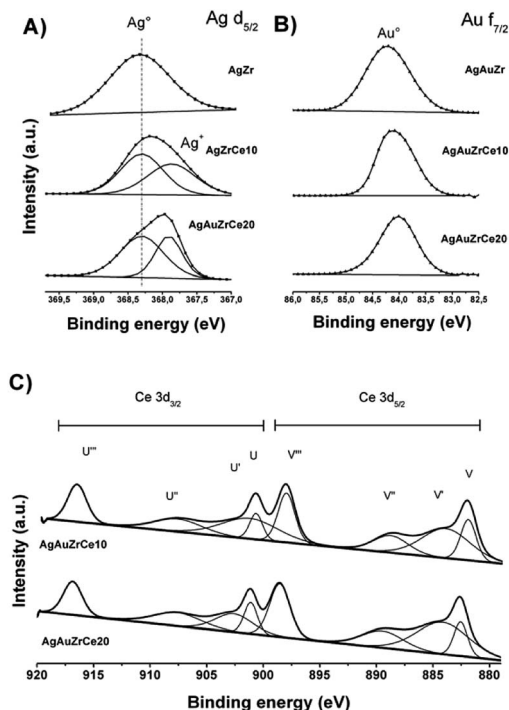 A)
Ag d5/2
Ag°
AgZr
Ag+
AgZrCe10
AgAuZrCe20
Intensity (a.u.)
369,5 369,0 368,5 368,0 367,5 367,0
Binding energy (eV)
B)
Au f7/2
Au°
AgAuZr
AgAuZrCe10
AgAuZrCe20
86,0 85,5 85,0 84,5 84,0 83,5 83,0 82,5
Binding energy (eV)
C)
Ce 3d3/2
Ce 3d5/2
U'''
U''
U'
U
V'''
V''
V'
V
AgAuZrCe10
AgAuZrCe20
Intensity (a.u.)
920 915 910 905 900 895 890 885 880
Binding energy (eV)